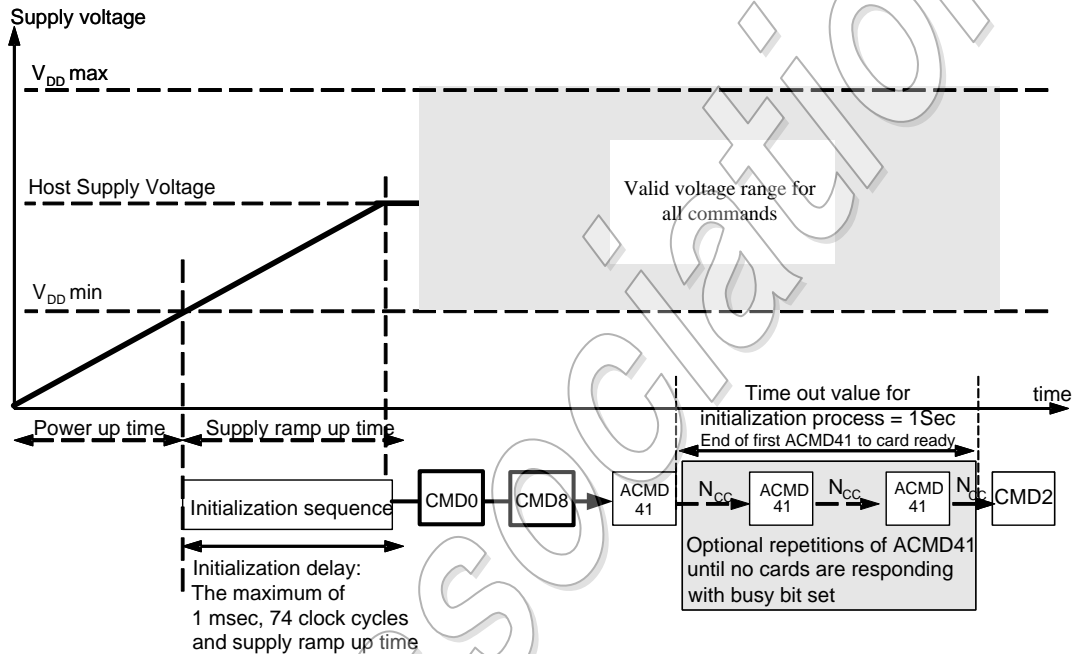 Supply voltage
V_DD max
Host Supply Voltage
Valid voltage range for
all commands
V_DD min
time
Time out value for
initialization process = 1Sec
End of first ACMD41 to card ready
Power up time
Supply ramp up time
Initialization sequence
CMD0
CMD8
ACMD
41
N_CC
ACMD
41
N_CC
ACMD
41
N_CC
CMD2
Optional repetitions of ACMD41
until no cards are responding
with busy bit set
Initialization delay:
The maximum of
1 msec, 74 clock cycles
and supply ramp up time
sociation